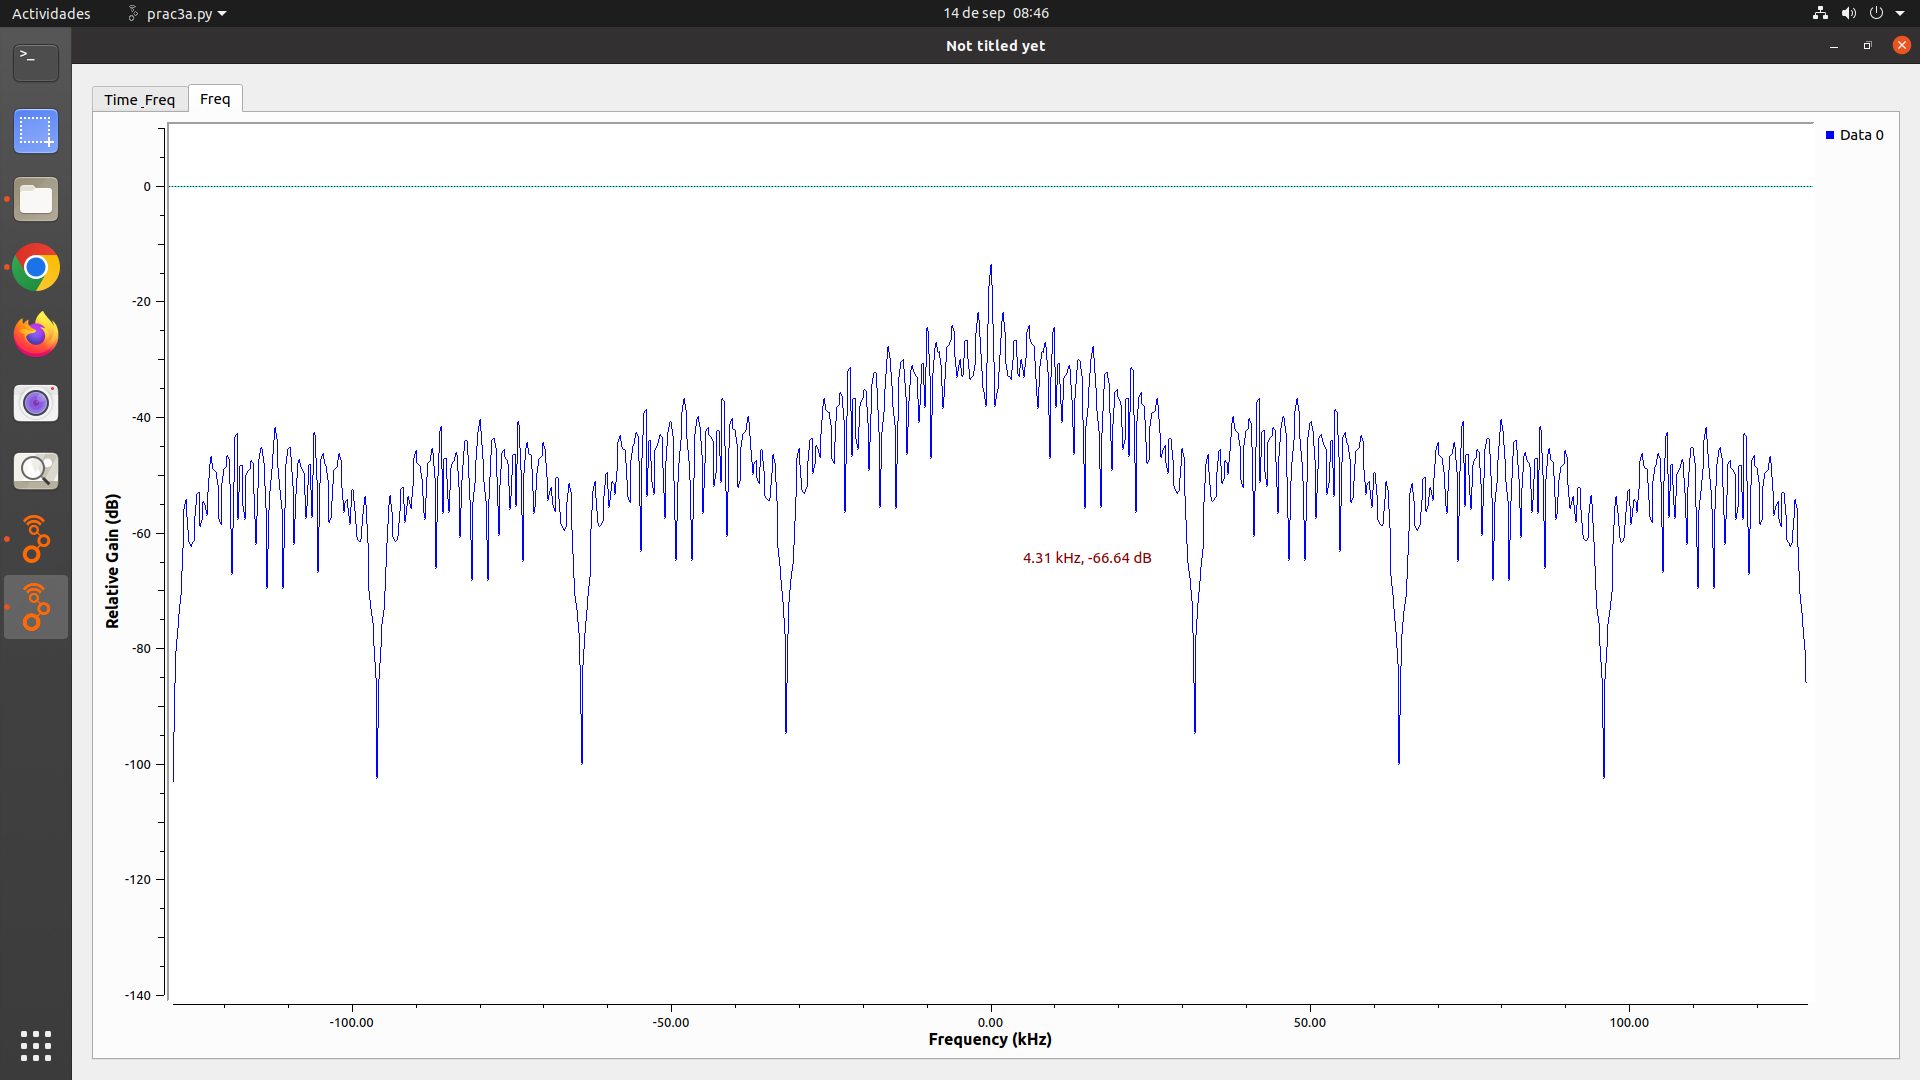 Actividades
prac3a.py
14 de sep 08:46
Not titled yet
>_
Time_Freq
Freq
Data 0
0
-20
-40
-60
-80
-100
-120
-140
Relative Gain (dB)
4.31 kHz, -66.64 dB
-100.00
-50.00
0.00
50.00
100.00
Frequency (kHz)